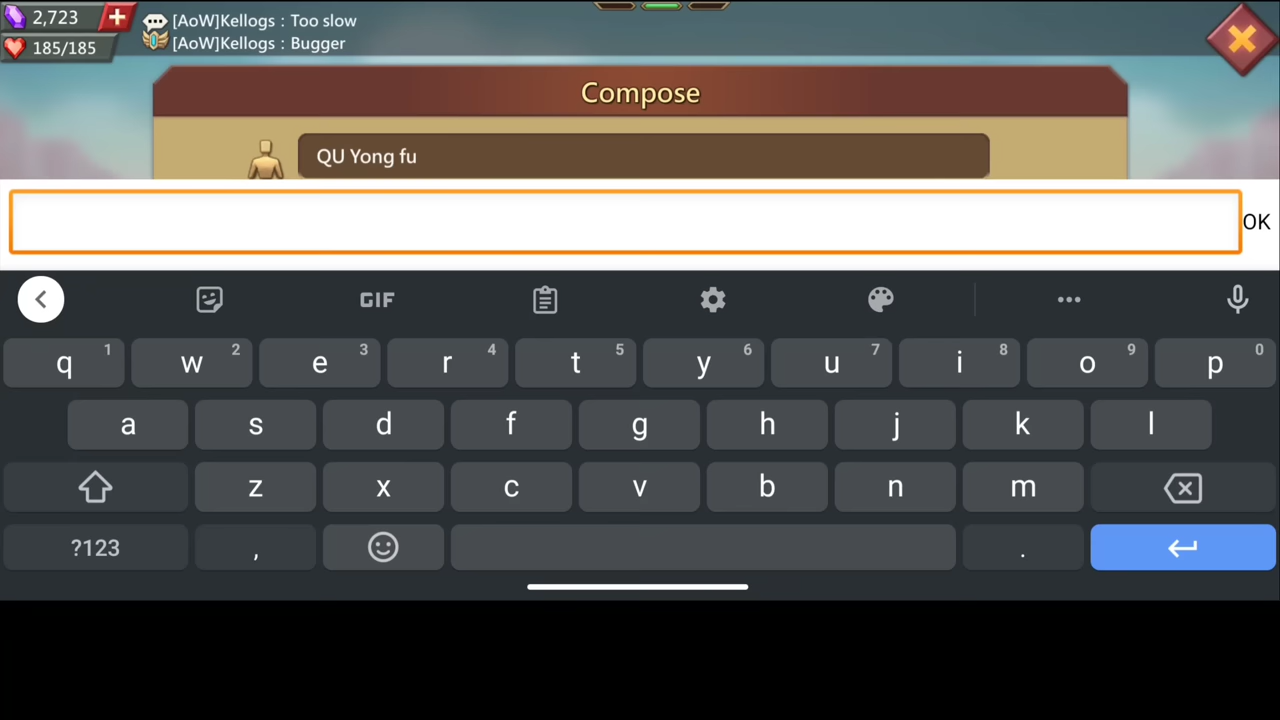 2,723
[AoW]Kellogs : Too slow
185/185
[AoW]Kellogs : Bugger
Compose
QU Yong fu
OK
GIF
q 1 w 2 e 3 r 4 t 5 y 6 u 7 i 8 o 9 p 0
a s d f g h j k l
z x c v b n m
?123 , .